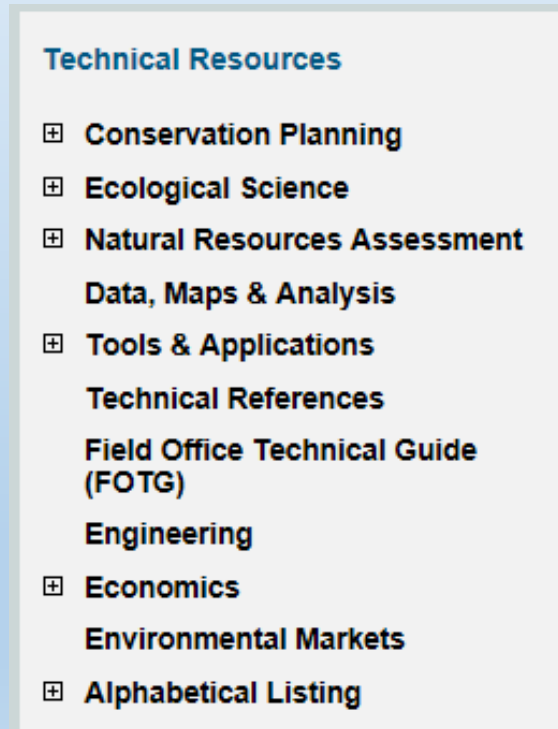 Technical Resources
Conservation Planning
Ecological Science
Natural Resources Assessment
Data, Maps & Analysis
Tools & Applications
Technical References
Field Office Technical Guide
(FOTG)
Engineering
Economics
Environmental Markets
Alphabetical Listing